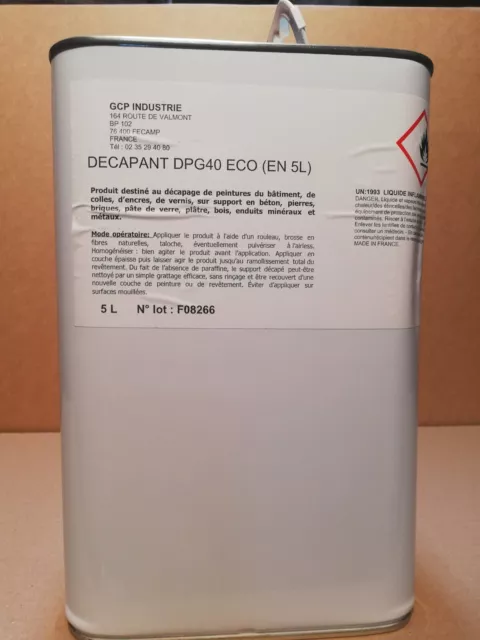 GCP INDUSTRIE
164 ROUTE DE VALMONT
BP 102
76 400 FECAMP
FRANCE
Tél : 02 35 29 40 80
DECAPANT DPG40 ECO (EN 5L)
Produit destiné au décapage de peintures du bâtiment, de
colles, d'encres, de vernis, sur support en béton, pierres,
briques, pâte de verre, plâtre, bois, enduits minéraux et
métaux.
Mode opératoire: Appliquer le produit à l'aide d'un rouleau, brosse en
fibres naturelles, taloche, éventuellement pulvériser à l'airless.
Homogénéiser : bien agiter le produit avant l'application. Appliquer en
couche épaisse puis laisser agir le produit jusqu'au ramollissement total du
revêtement. Du fait de l'absence de paraffine, le support décapé peut-être
nettoyé par un simple grattage efficace, sans rinçage et être recouvert d'une
nouvelle couche de peinture ou de revêtement. Éviter d'appliquer sur
surfaces mouillées.
5 L N° lot : F08266
UN:1993 LIQUIDE
DANGER, Liquide et
MADE IN FRANCE